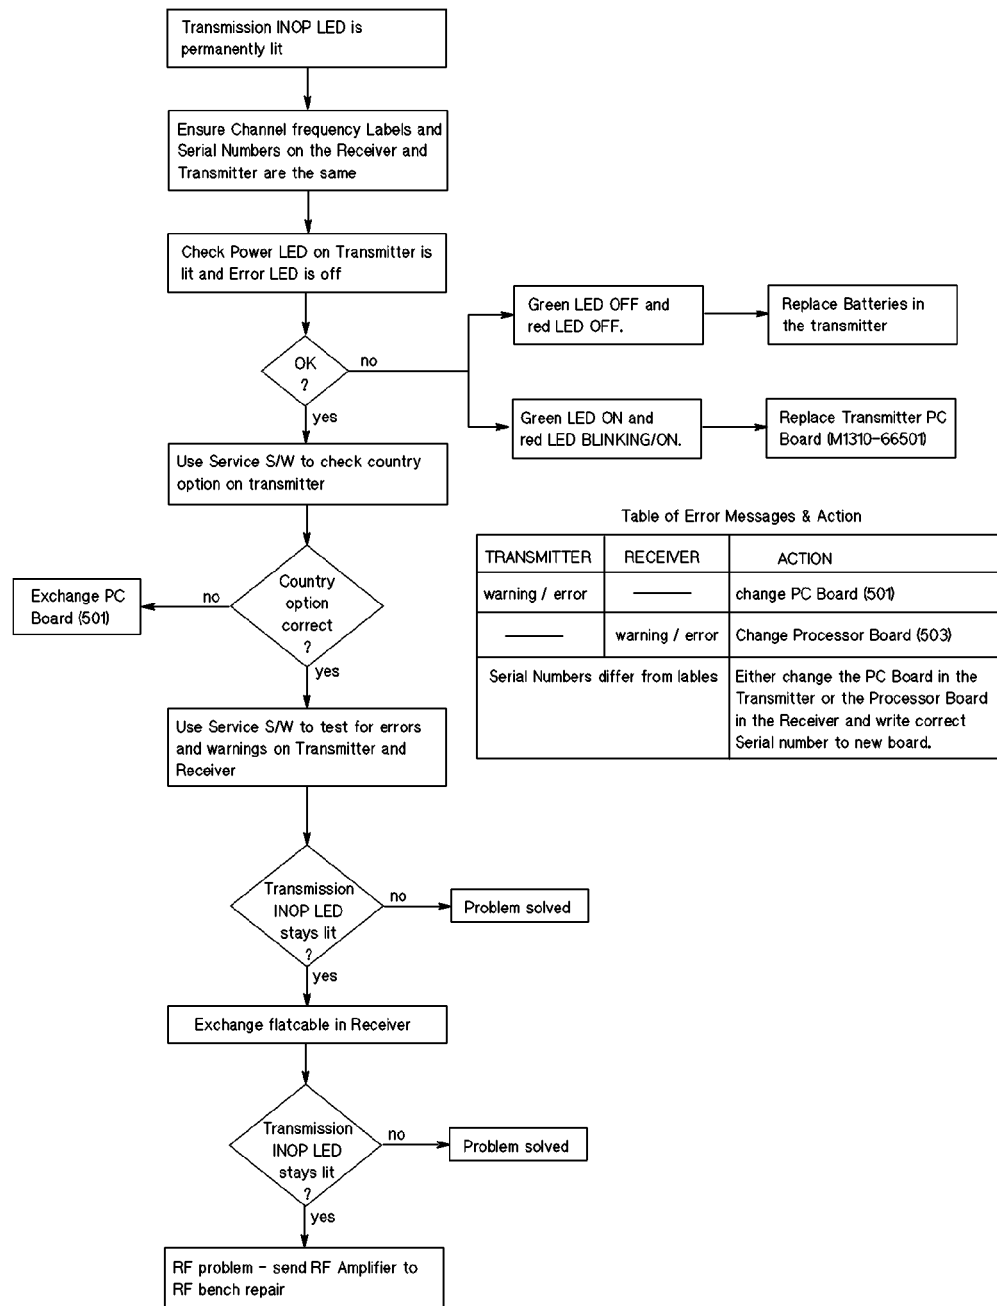 Transmission INOP LED is
permanently lit
Ensure Channel frequency Labels and
Serial Numbers on the Receiver and
Transmitter are the same
Check Power LED on Transmitter is
lit and Error LED is off
OK
?
no
yes
Green LED OFF and
red LED OFF.
Replace Batteries in
the transmitter
Green LED ON and
red LED BLINKING/ON.
Replace Transmitter PC
Board (M1310-66501)
Use Service S/W to check country
option on transmitter
Country
option
correct
?
no
yes
Exchange PC
Board (501)
Table of Error Messages & Action
TRANSMITTER RECEIVER ACTION
warning / error ——— change PC Board (501)
——— warning / error Change Processor Board (503)
Serial Numbers differ from lables
Either change the PC Board in the
Transmitter or the Processor Board
in the Receiver and write correct
Serial number to new board.
Use Service S/W to test for errors
and warnings on Transmitter and
Receiver
Transmission
INOP LED
stays lit
?
no
yes
Problem solved
Exchange flatcable in Receiver
Transmission
INOP LED
stays lit
?
no
yes
Problem solved
RF problem - send RF Amplifier to
RF bench repair